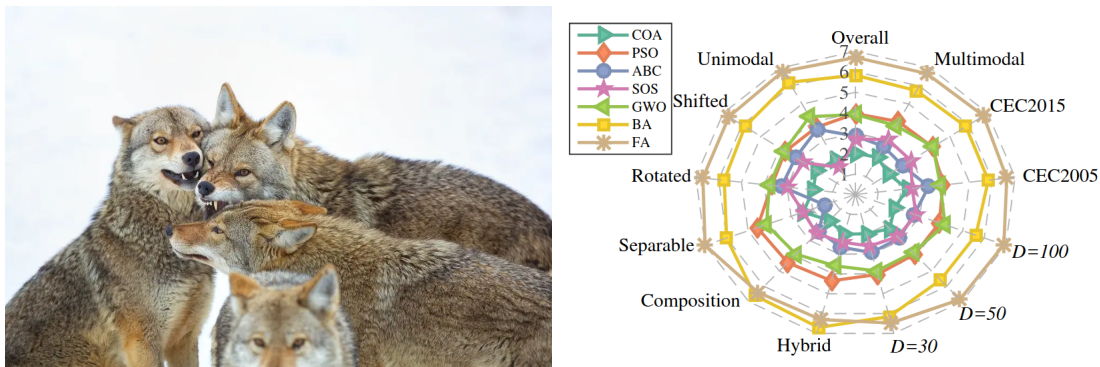 COA
PSO
ABC
SOS
GWO
BA
FA
Overall
Unimodal
Multimodal
Shifted
CEC2015
Rotated
CEC2005
Separable
D=100
Composition
D=50
Hybrid
D=30
7
6
5
4
3
2
1